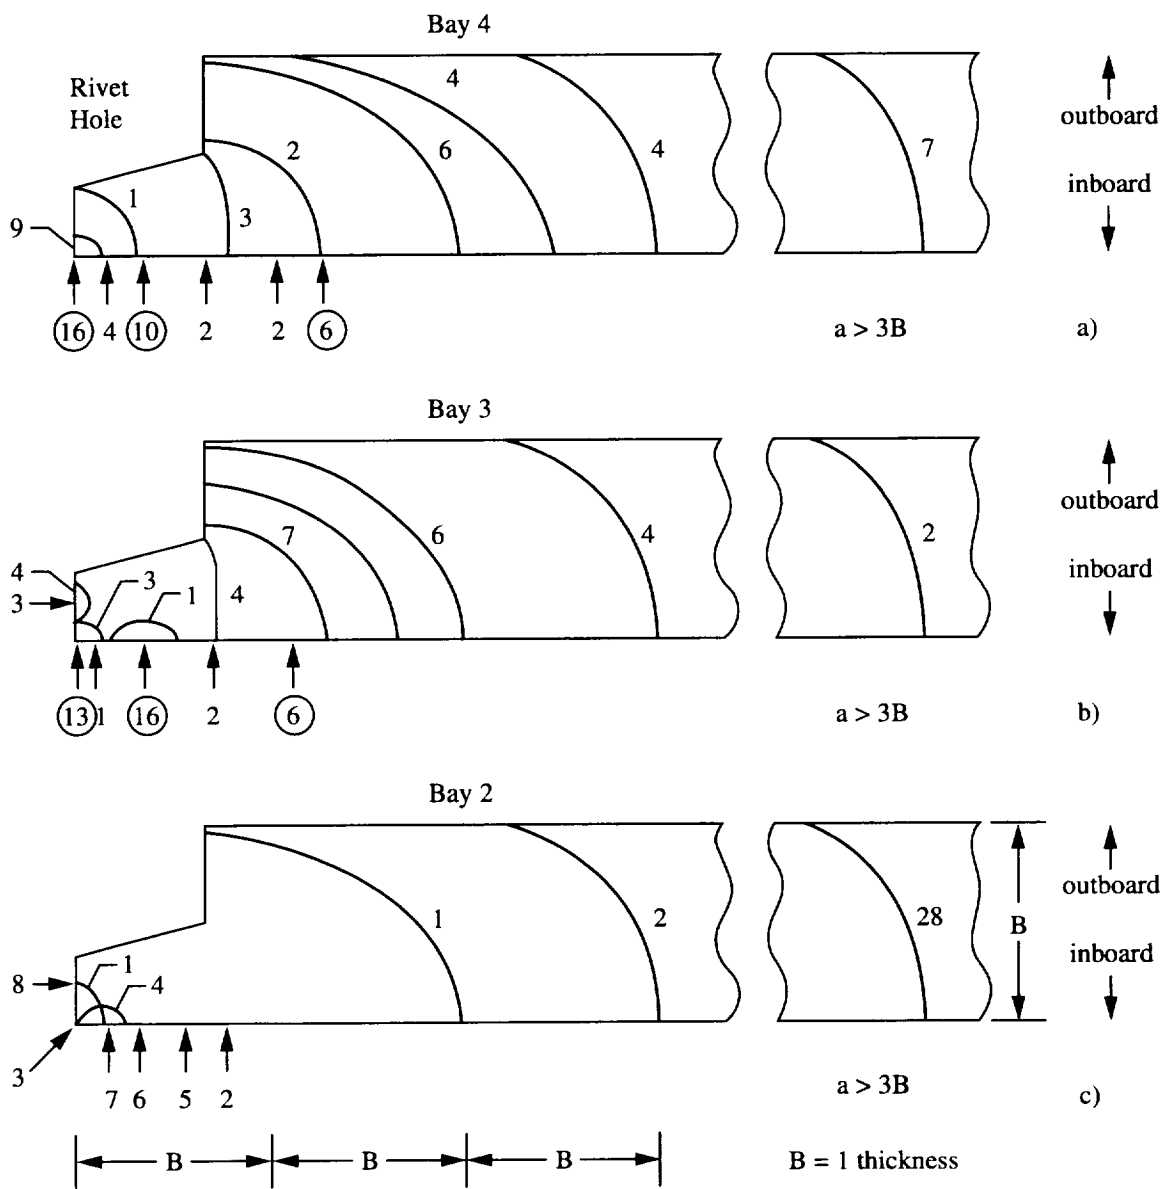 Bay 4
Rivet
Hole
4
2
6
4
7
1
3
9
outboard
inboard
16 4 10 2 2 6
a > 3B
a)
Bay 3
7
6
4
2
4
3
3
1
4
outboard
inboard
13 1 16 2 6
a > 3B
b)
Bay 2
1
2
28
B
8
1
4
outboard
inboard
3
7 6 5 2
a > 3B
c)
B B B
B = 1 thickness